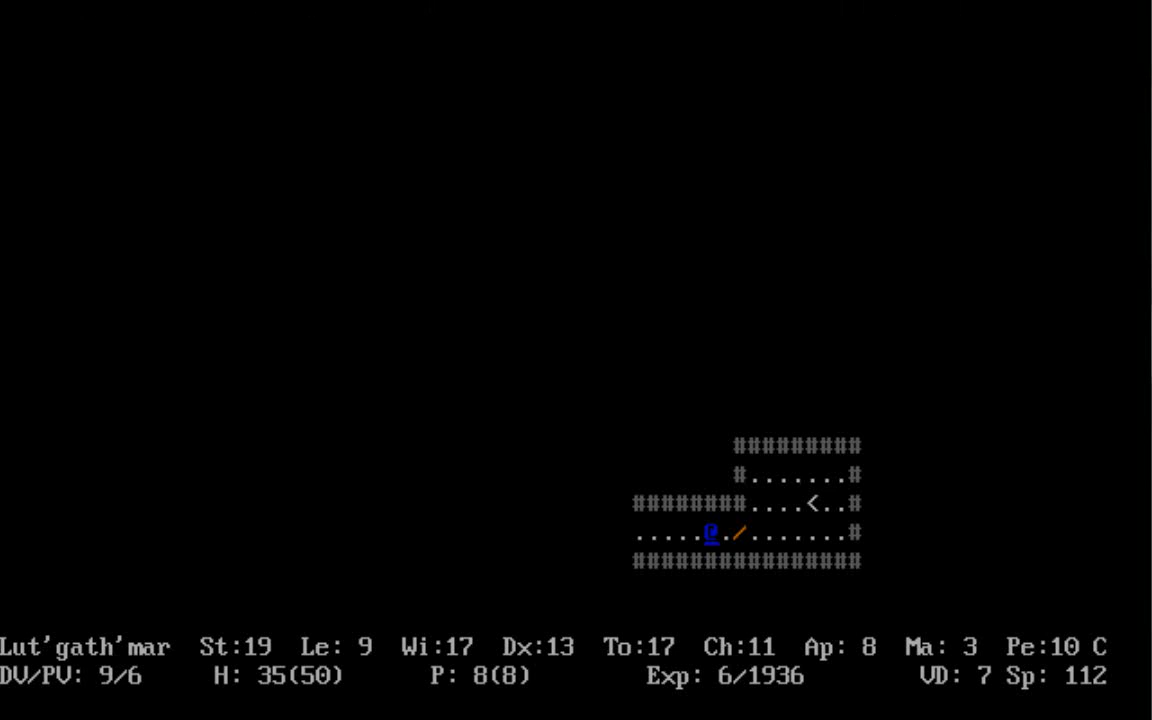 #########
#.......#
########....<..#
.....@./.......#
################
Lut'gath'mar St:19 Le: 9 Wi:17 Dx:13 To:17 Ch:11 Ap: 8 Ma: 3 Pe:10 C
DV/PV: 9/6 H: 35(50) P: 8(8) Exp: 6/1936 VD: 7 Sp: 112